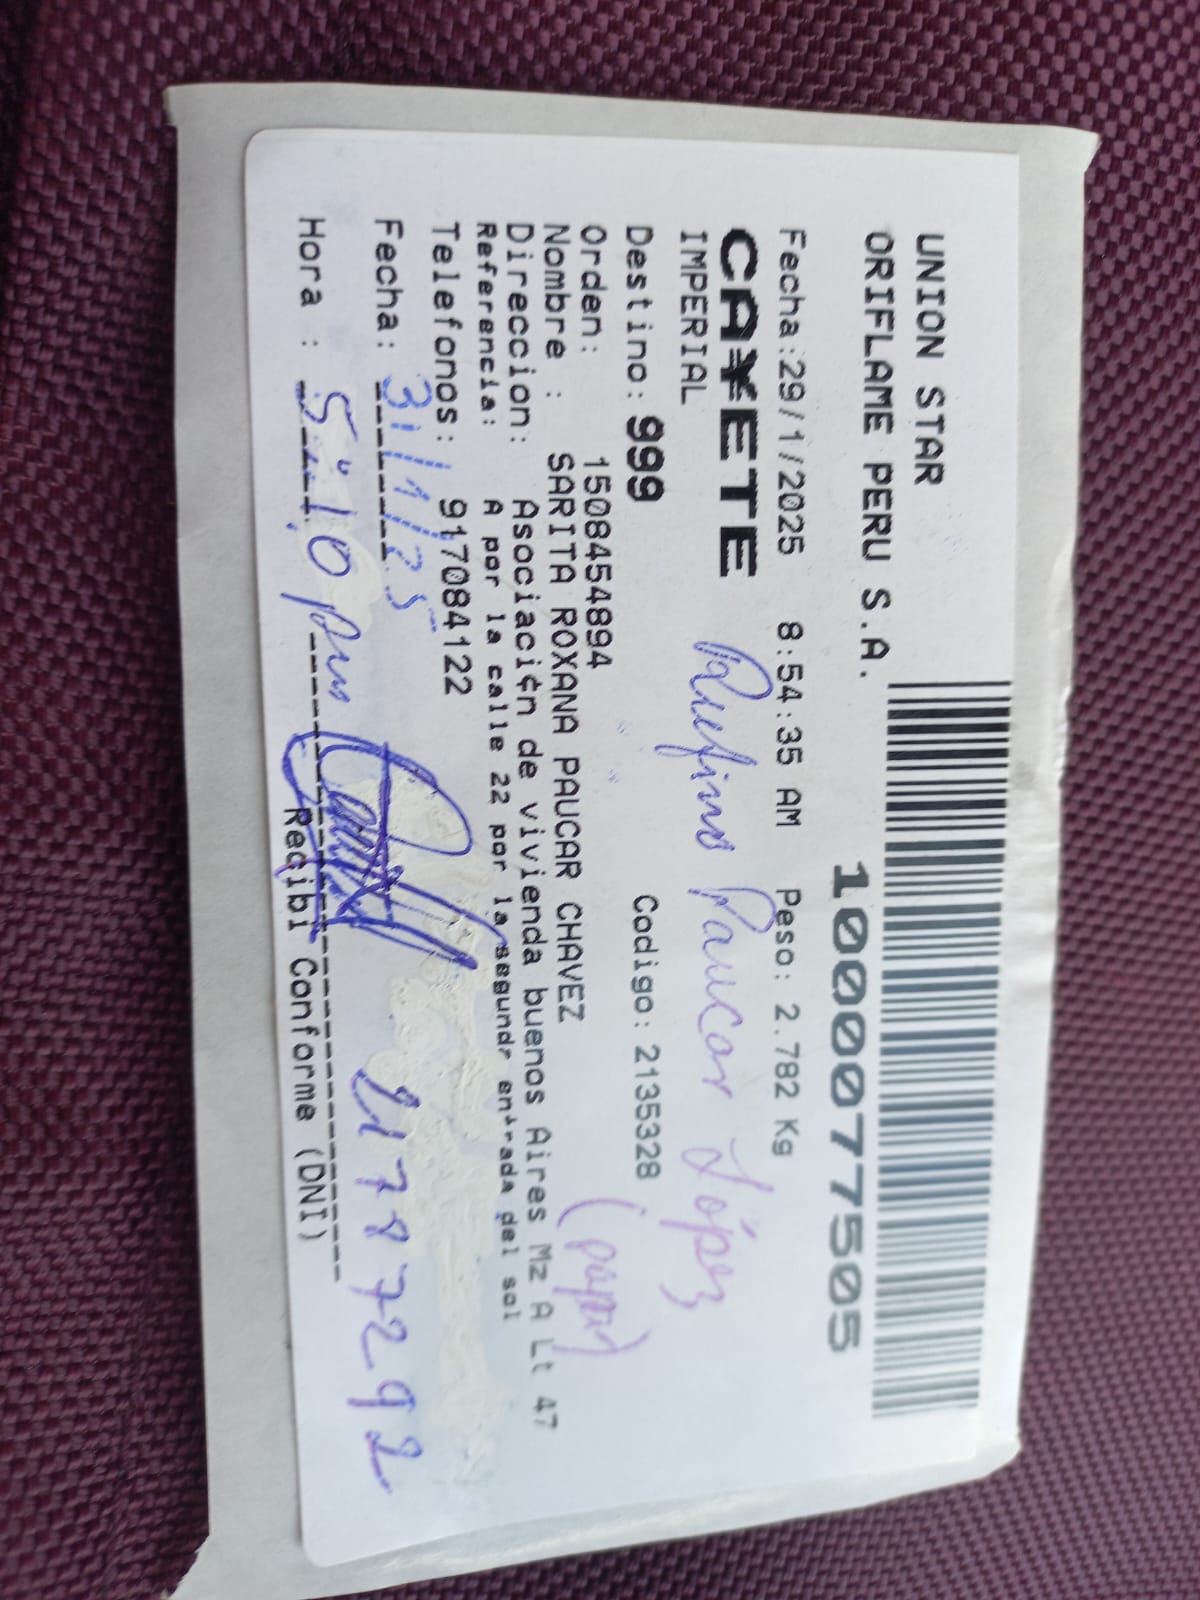 UNION STAR
ORIFLAME PERU S.A.
1000077505
Fecha:29/1/2025 8:54:35 AM Peso: 2.782 Kg
CAÑETE
IMPERIAL
Rufino Paucar López
(papá)
Destino: 999 Codigo: 2135328
Orden: 1508454894
Nombre : SARITA ROXANA PAUCAR CHAVEZ
Direccion: Asociación de vivienda buenos Aires Mz A Lt 47
Referencia: A por la calle 22 por la segunda entrada del sol
Telefonos: 917084122
Fecha: 31/1/25
Hora : 5:10 pm
Recibi Conforme (DNI)